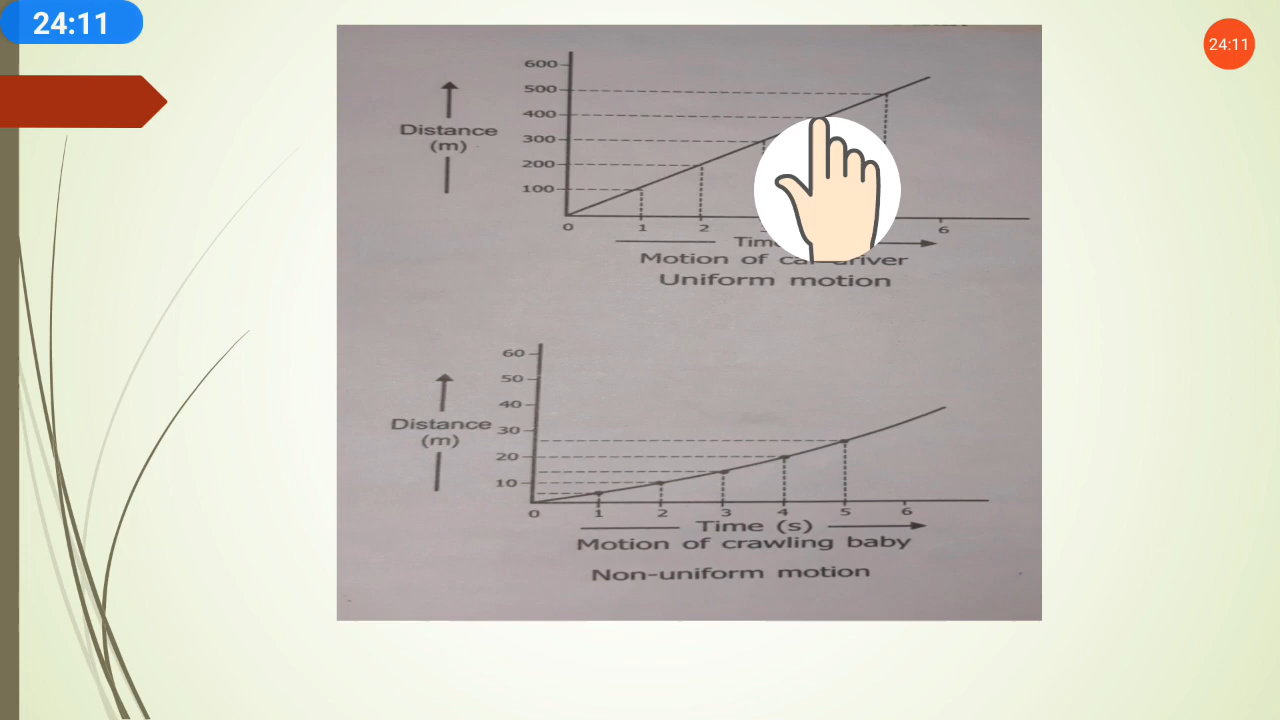 24:11
24:11
600
500
400
300
200
100
Distance
(m)
0 1 2 6
Motion of
Uniform motion
60
50
40
30
20
10
Distance
(m)
0 1 2 3 4 5 6
Time (s)
Motion of crawling baby
Non-uniform motion